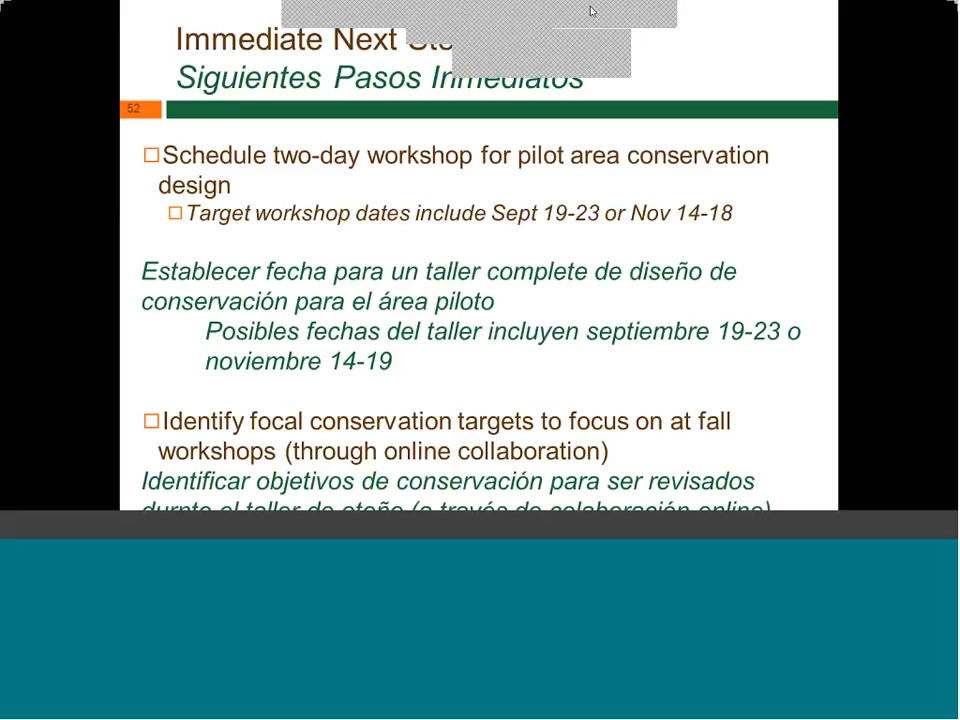 Immediate Next
Siguientes Pasos Inmediatos
52
Schedule two-day workshop for pilot area conservation
design
Target workshop dates include Sept 19-23 or Nov 14-18
Establecer fecha para un taller complete de diseño de
conservación para el área piloto
Posibles fechas del taller incluyen septiembre 19-23 o
noviembre 14-19
Identify focal conservation targets to focus on at fall
workshops (through online collaboration)
Identificar objetivos de conservación para ser revisados
durnte el taller de otoño (a través de colaboración online)